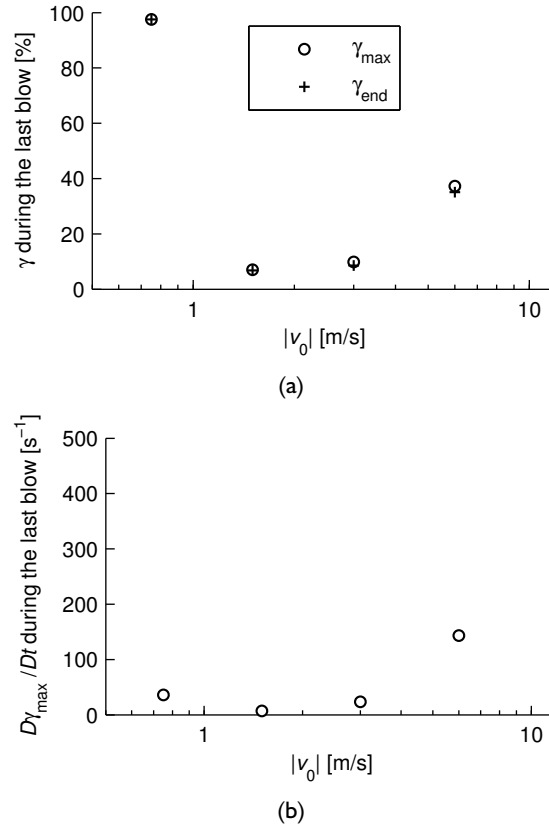 γ during the last blow [%]
100
80
60
40
20
0
γmax
γend
1
10
|v0| [m/s]
(a)
Dγmax/Dt during the last blow [s−1]
500
400
300
200
100
0
1
10
|v0| [m/s]
(b)